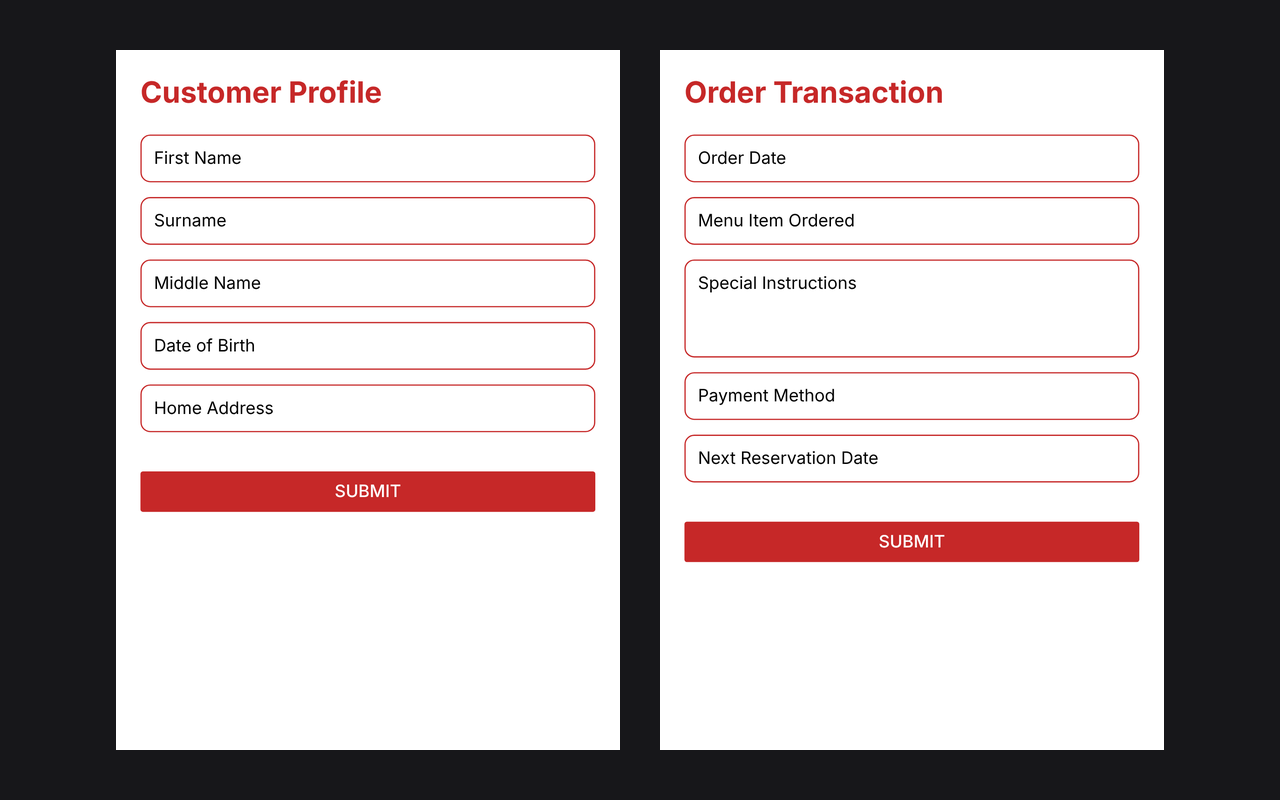 Customer Profile
First Name
Surname
Middle Name
Date of Birth
Home Address
SUBMIT
Order Transaction
Order Date
Menu Item Ordered
Special Instructions
Payment Method
Next Reservation Date
SUBMIT